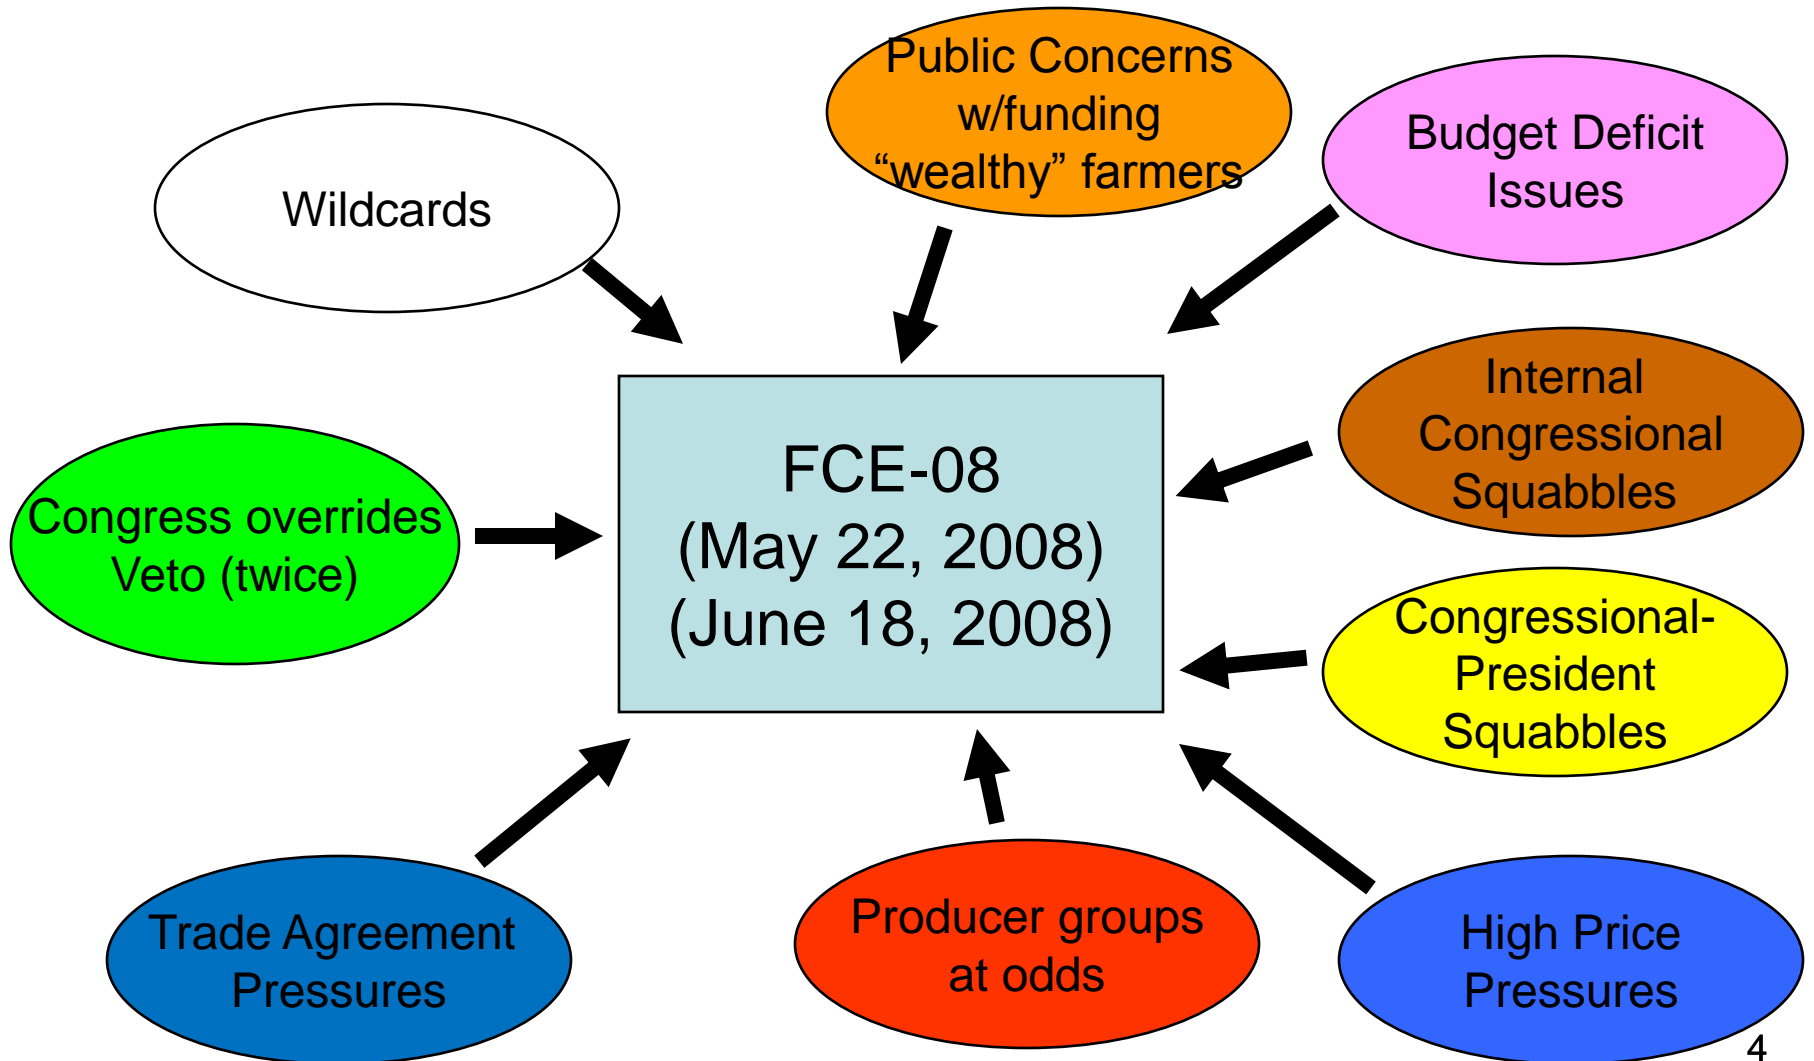 Public Concerns
w/funding
“wealthy” farmers
Budget Deficit
Issues
Wildcards
Internal
Congressional
Squabbles
FCE-08
(May 22, 2008)
(June 18, 2008)
Congress overrides
Veto (twice)
Congressional-
President
Squabbles
Trade Agreement
Pressures
Producer groups
at odds
High Price
Pressures
4